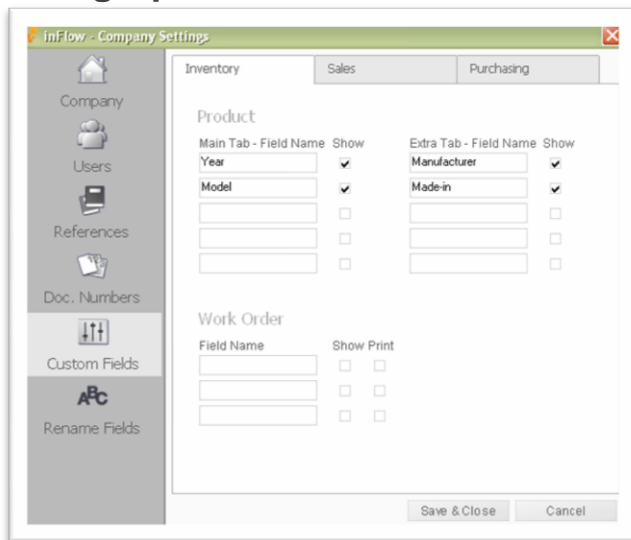 inFlow - Company Settings
Company
Users
References
Doc. Numbers
Custom Fields
ABC
Rename Fields
Inventory Sales Purchasing
Product
Main Tab - Field Name Show Extra Tab - Field Name Show
Year Manufacturer
Model Made-in
Work Order
Field Name Show Print
Save & Close Cancel